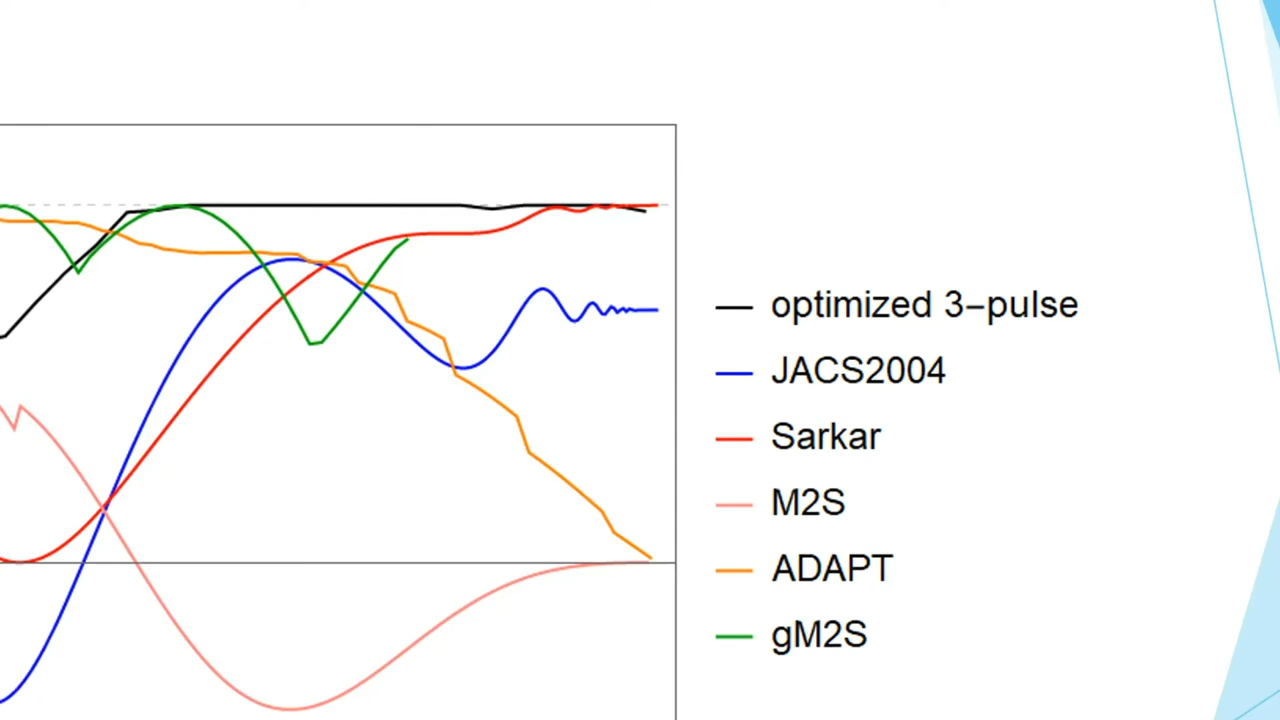 optimized 3−pulse
JACS2004
Sarkar
M2S
ADAPT
gM2S